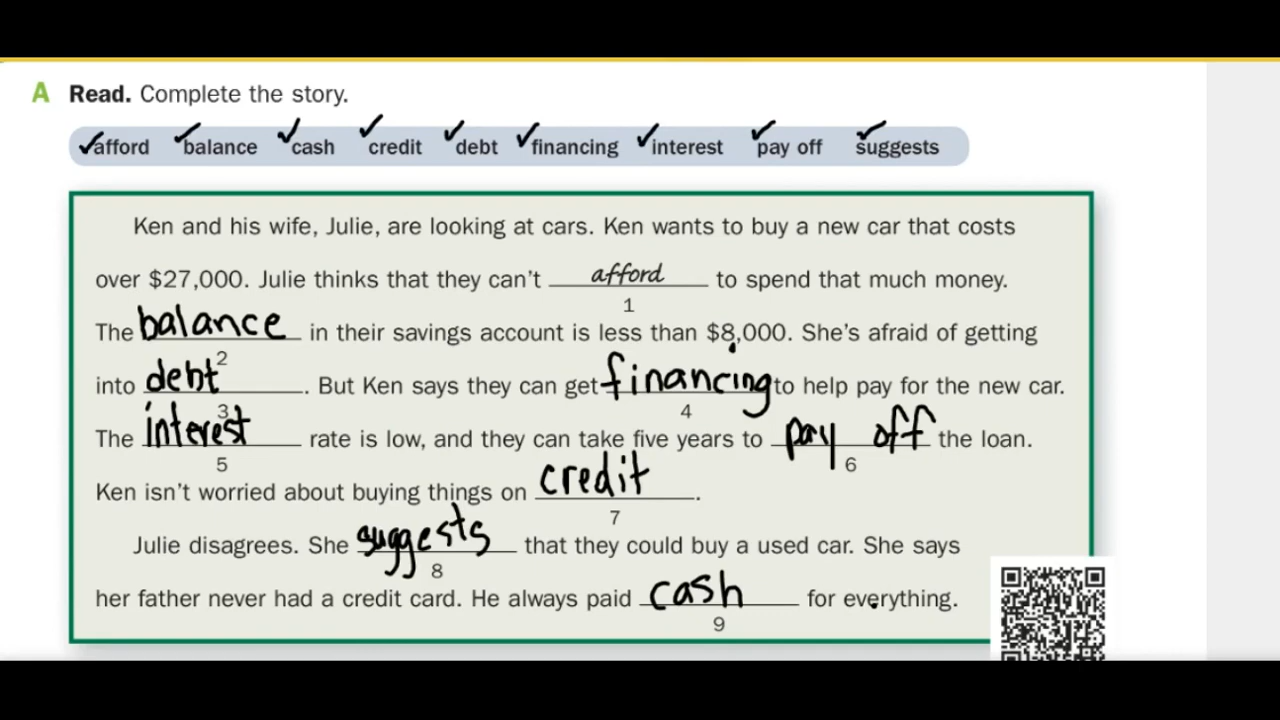 A Read. Complete the story.
afford balance cash credit debt financing interest pay off suggests
Ken and his wife, Julie, are looking at cars. Ken wants to buy a new car that costs
over $27,000. Julie thinks that they can't afford to spend that much money.
1
The balance in their savings account is less than $8,000. She's afraid of getting
2
into debt. But Ken says they can get financing to help pay for the new car.
3 4
The interest rate is low, and they can take five years to pay off the loan.
5 6
Ken isn't worried about buying things on credit.
7
Julie disagrees. She suggests that they could buy a used car. She says
8
her father never had a credit card. He always paid cash for everything.
9